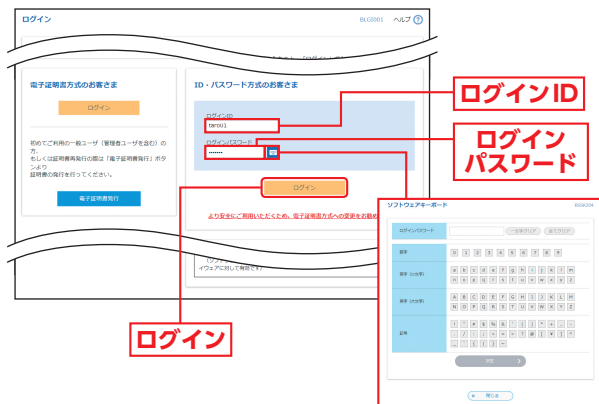 ログイン
BLGI001 ヘルプ ?
電子証明書方式のお客さま
ログイン
初めてご利用の一般ユーザ(管理者ユーザを含む)の
方、
もしくは証明書再発行の際は「電子証明書発行」ボタ
ンより
証明書の発行を行ってください。
電子証明書発行
ID・パスワード方式のお客さま
ログインID
tarou1
ログインパスワード
•••••••
ログイン
より安全にご利用いただくため、電子証明書方式への変更をお勧め
イウェアに対して有効です)
ログインID
ログイン
パスワード
ログイン
ソフトウェアキーボード
BSSK004
ログインパスワード
一文字クリア 全てクリア
数字
0 1 2 3 4 5 6 7 8 9
英字(小文字)
a b c d e f g h i j k l m
n o p q r s t u v w x y z
英字(大文字)
A B C D E F G H I J K L M
N O P Q R S T U V W X Y Z
記号
決定
閉じる